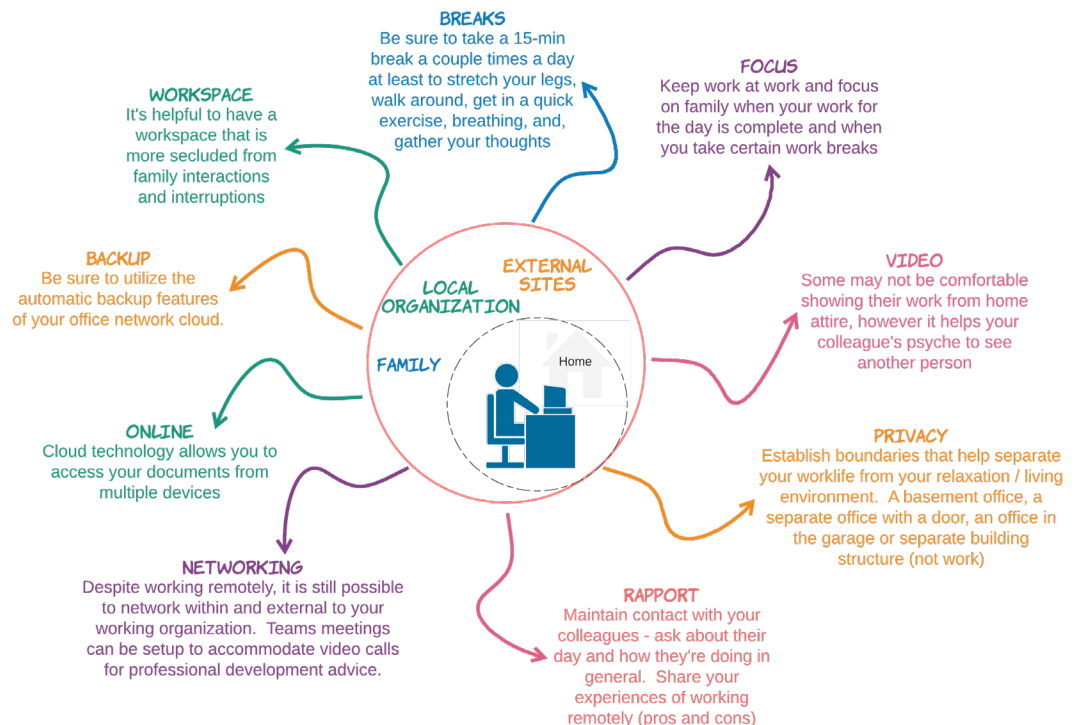 BREAKS
Be sure to take a 15-min
break a couple times a day
at least to stretch your legs,
walk around, get in a quick
exercise, breathing, and,
gather your thoughts
FOCUS
Keep work at work and focus
on family when your work for
the day is complete and when
you take certain work breaks
WORKSPACE
It's helpful to have a
workspace that is
more secluded from
family interactions
and interruptions
BACKUP
Be sure to utilize the
automatic backup features
of your office network cloud.
EXTERNAL
SITES
LOCAL
ORGANIZATION
FAMILY
Home
VIDEO
Some may not be comfortable
showing their work from home
attire, however it helps your
colleague's psyche to see
another person
ONLINE
Cloud technology allows you to
access your documents from
multiple devices
PRIVACY
Establish boundaries that help separate
your worklife from your relaxation / living
environment.  A basement office, a
separate office with a door, an office in
the garage or separate building
structure (not work)
NETWORKING
Despite working remotely, it is still possible
to network within and external to your
working organization.  Teams meetings
can be setup to accommodate video calls
for professional development advice.
RAPPORT
Maintain contact with your
colleagues - ask about their
day and how they're doing in
general.  Share your
experiences of working
remotely (pros and cons)